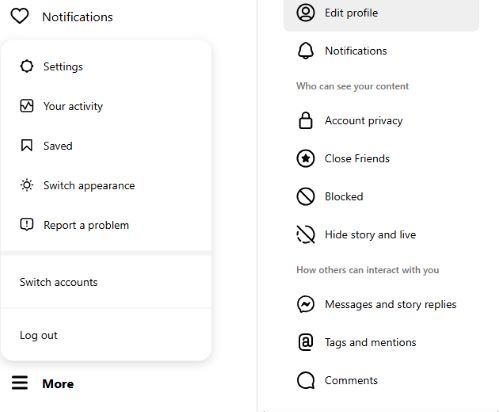 Notifications
Settings
Your activity
Saved
Switch appearance
Report a problem
Switch accounts
Log out
More
Edit profile
Notifications
Who can see your content
Account privacy
Close Friends
Blocked
Hide story and live
How others can interact with you
Messages and story replies
Tags and mentions
Comments